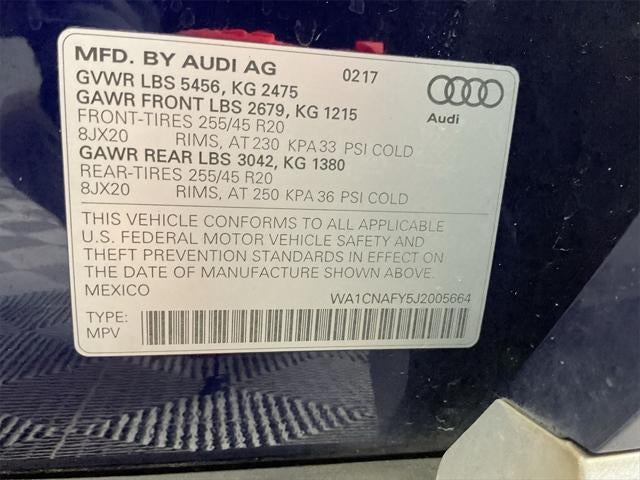 MFD. BY AUDI AG 0217
GVWR LBS 5456, KG 2475
GAWR FRONT LBS 2679, KG 1215
FRONT-TIRES 255/45 R20
8JX20 RIMS, AT 230 KPA 33 PSI COLD
GAWR REAR LBS 3042, KG 1380
REAR-TIRES 255/45 R20
8JX20 RIMS, AT 250 KPA 36 PSI COLD
Audi
THIS VEHICLE CONFORMS TO ALL APPLICABLE
U.S. FEDERAL MOTOR VEHICLE SAFETY AND
THEFT PREVENTION STANDARDS IN EFFECT ON
THE DATE OF MANUFACTURE SHOWN ABOVE.
MEXICO WA1CNAFY5J2005664
TYPE:
MPV